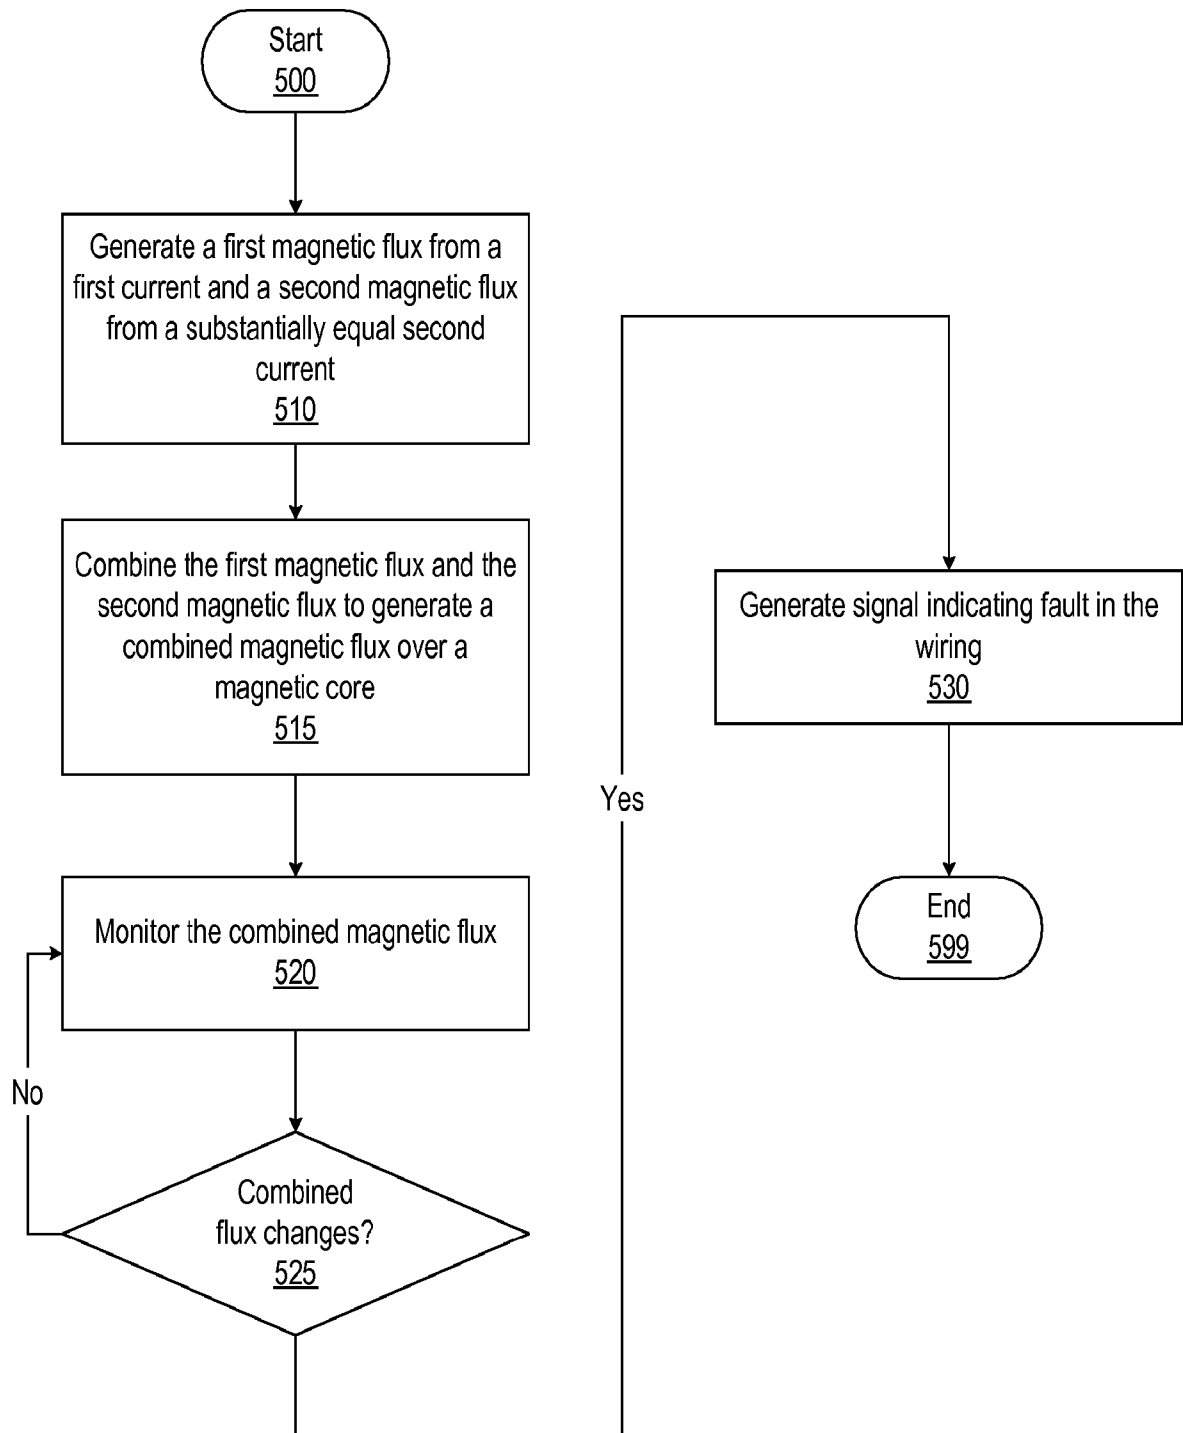 Start
500
Generate a first magnetic flux from a
first current and a second magnetic flux
from a substantially equal second
current
510
Combine the first magnetic flux and the
second magnetic flux to generate a
combined magnetic flux over a
magnetic core
515
Monitor the combined magnetic flux
520
No
Combined
flux changes?
525
Yes
Generate signal indicating fault in the
wiring
530
End
599